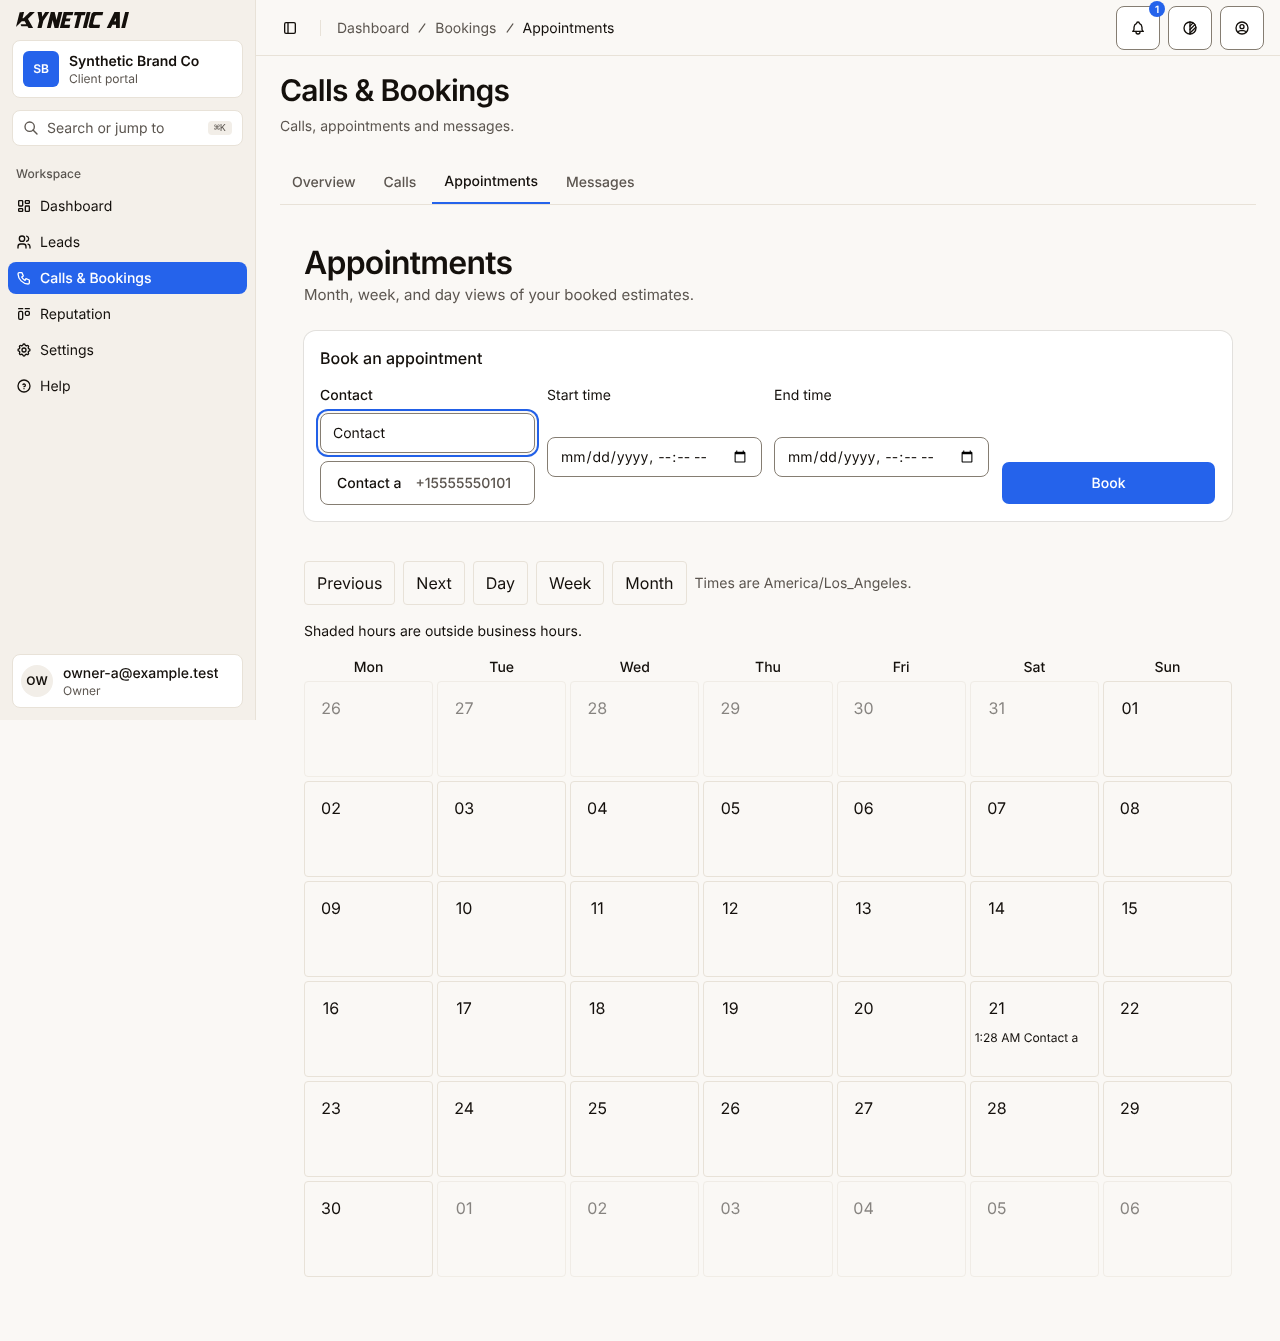 KYNETIC AI
SB
Synthetic Brand Co
Client portal
Search or jump to
⌘K
Workspace
Dashboard
Leads
Calls & Bookings
Reputation
Settings
Help
OW
owner-a@example.test
Owner
Dashboard / Bookings / Appointments
1
Calls & Bookings
Calls, appointments and messages.
Overview Calls Appointments Messages
Appointments
Month, week, and day views of your booked estimates.
Book an appointment
Contact Start time End time
Contact
mm/dd/yyyy, --:-- -- mm/dd/yyyy, --:-- --
Contact a +15555550101
Book
Previous Next Day Week Month Times are America/Los_Angeles.
Shaded hours are outside business hours.
Mon Tue Wed Thu Fri Sat Sun
26 27 28 29 30 31 01
02 03 04 05 06 07 08
09 10 11 12 13 14 15
16 17 18 19 20 21 22
1:28 AM Contact a
23 24 25 26 27 28 29
30 01 02 03 04 05 06